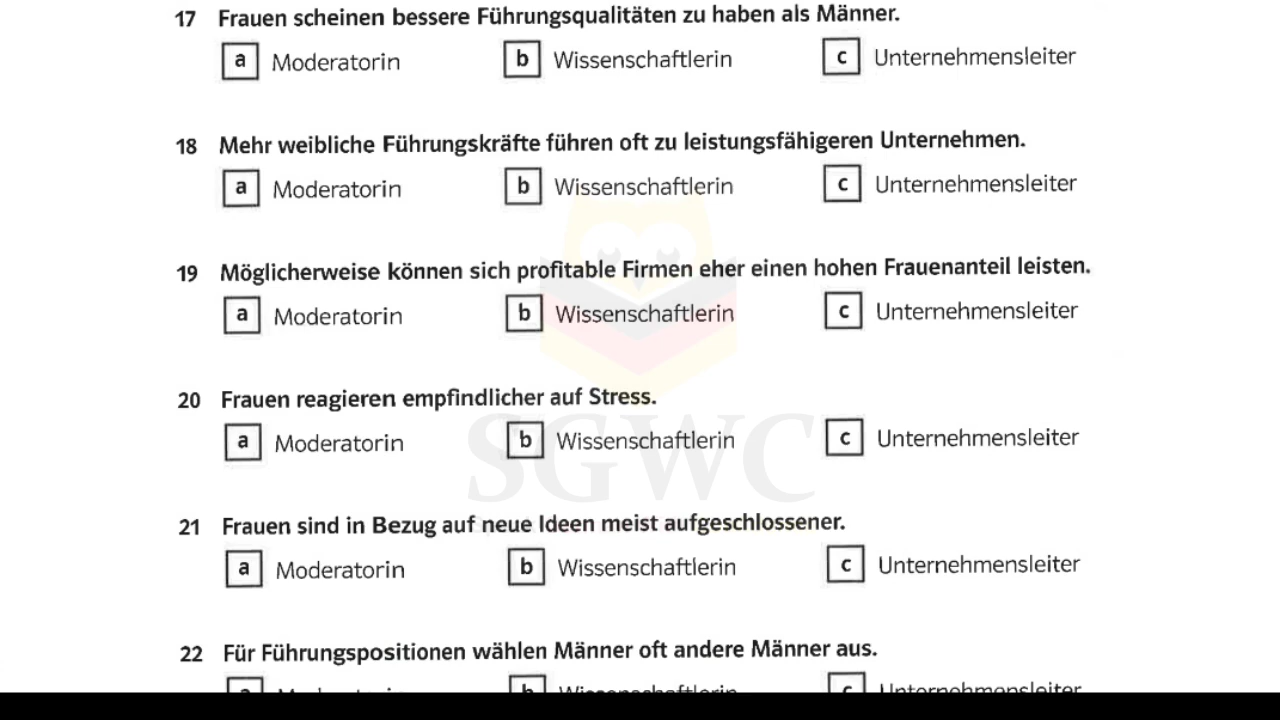 17 Frauen scheinen bessere Führungsqualitäten zu haben als Männer.
a Moderatorin b Wissenschaftlerin c Unternehmensleiter
18 Mehr weibliche Führungskräfte führen oft zu leistungsfähigeren Unternehmen.
a Moderatorin b Wissenschaftlerin c Unternehmensleiter
19 Möglicherweise können sich profitable Firmen eher einen hohen Frauenanteil leisten.
a Moderatorin b Wissenschaftlerin c Unternehmensleiter
20 Frauen reagieren empfindlicher auf Stress.
a Moderatorin b Wissenschaftlerin c Unternehmensleiter
SGWC
21 Frauen sind in Bezug auf neue Ideen meist aufgeschlossener.
a Moderatorin b Wissenschaftlerin c Unternehmensleiter
22 Für Führungspositionen wählen Männer oft andere Männer aus.
a Moderatorin b Wissenschaftlerin c Unternehmensleiter